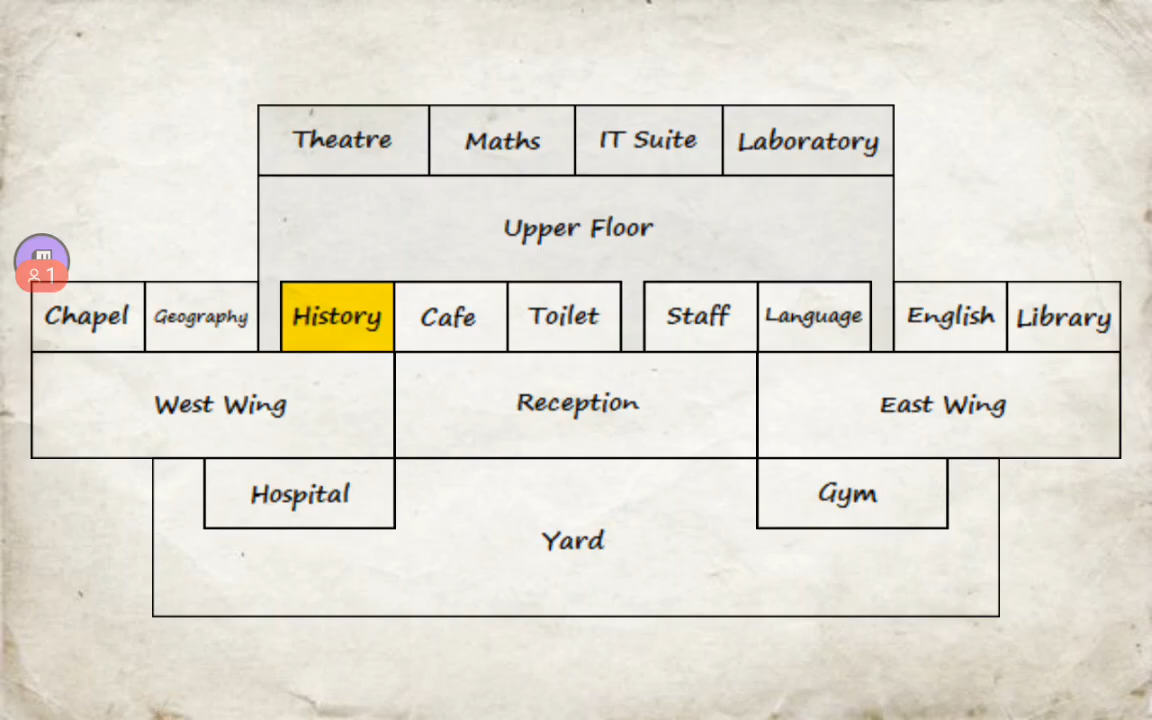 Theatre Maths IT Suite Laboratory
Upper Floor
1
Chapel Geography History Cafe Toilet Staff Language English Library
West Wing Reception East Wing
Hospital Gym
Yard